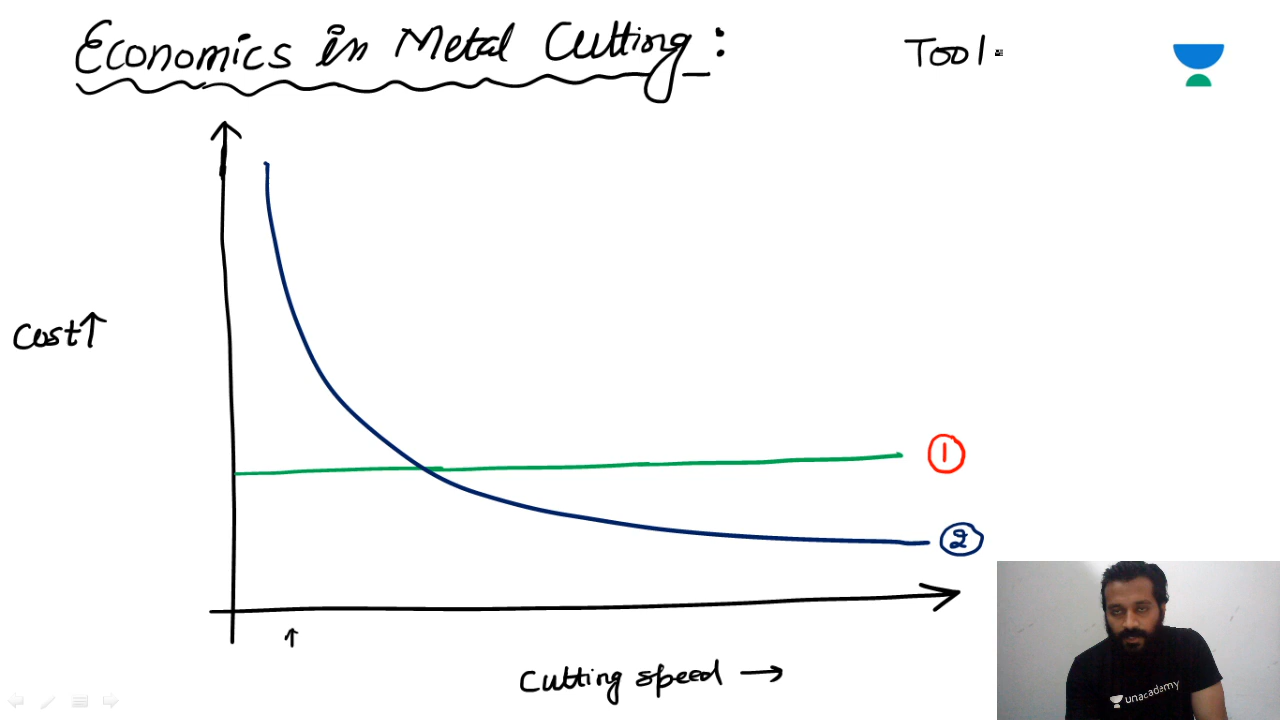 Economics in Metal Cutting :
Tool
Cost↑
1
2
↑
Cutting speed →
unacademy